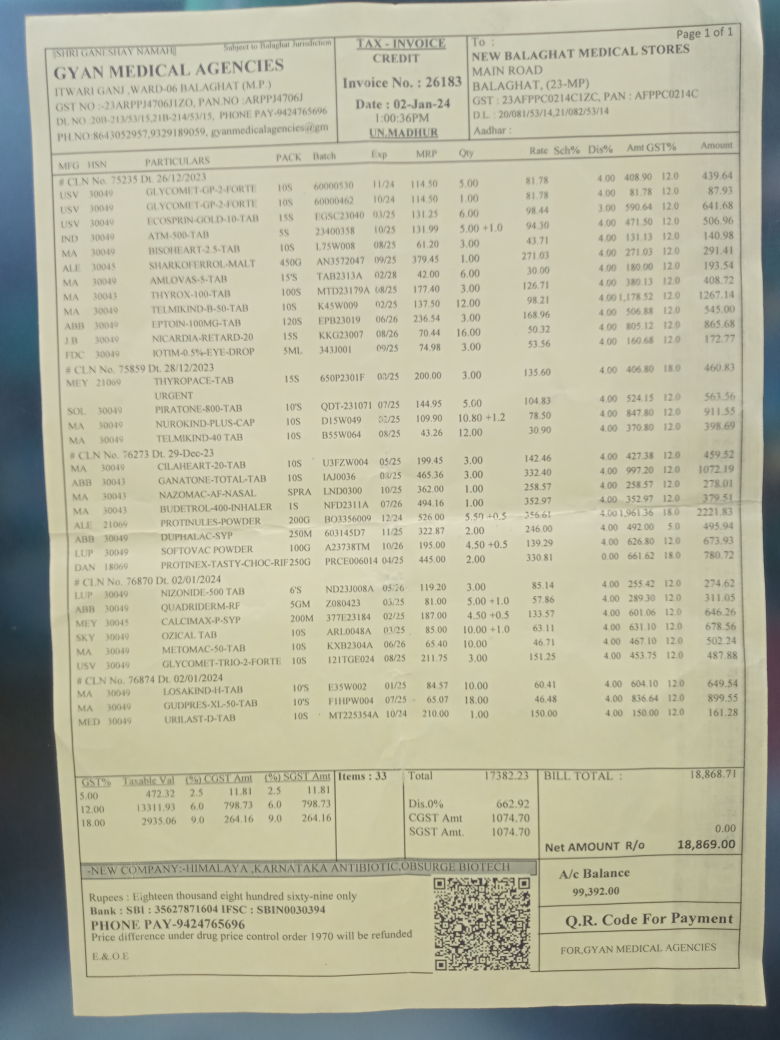 Page 1 of 1
||SHRI GANESHAY NAMAH|| Subject to Balaghat Jurisdiction
GYAN MEDICAL AGENCIES
ITWARI GANJ ,WARD-06 BALAGHAT (M.P.)
GST NO :-23ARPPJ4706J1ZO, PAN.NO :ARPPJ4706J
DL NO 20B-213/53/15,21B-214/53/15, PHONE PAY-9424765696
PH.NO:8643052957,9329189059, gyanmedicalagencies@gm
TAX - INVOICE
CREDIT
Invoice No. : 26183
Date : 02-Jan-24
1:00:36PM
UN,MADHUR
To :
NEW BALAGHAT MEDICAL STORES
MAIN ROAD
BALAGHAT, (23-MP)
GST : 23AFPPC0214C1ZC, PAN : AFPPC0214C
D.L : 20/081/53/14,21/082/53/14
Aadhar :
MFG HSN PARTICULARS PACK Batch Exp MRP Qty Rate Sch% Dis% Amt GST% Amount
# CLN No. 75235 Dt. 26/12/2023
USV 30049 GLYCOMET-GP-2-FORTE 10S 60000530 11/24 114.50 5.00 81.78 4.00 408.90 12.0 439.64
USV 30049 GLYCOMET-GP-2-FORTE 10S 60000462 10/24 114.50 1.00 81.78 4.00 81.78 12.0 87.93
USV 30049 ECOSPRIN-GOLD-10-TAB 15S EGSC23040 03/25 131.25 6.00 98.44 3.00 590.64 12.0 641.68
IND 30049 ATM-500-TAB 5S 23400358 10/25 131.99 5.00 +1.0 94.30 4.00 471.50 12.0 506.96
MA 30049 BISOHEART-2.5-TAB 10S L75W008 08/25 61.20 3.00 43.71 4.00 131.13 12.0 140.98
ALE 30045 SHARKOFERROL-MALT 450G AN3572047 09/25 379.45 1.00 271.03 4.00 271.03 12.0 291.41
MA 30049 AMLOVAS-5-TAB 15'S TAB2313A 02/28 42.00 6.00 30.00 4.00 180.00 12.0 193.54
MA 30043 THYROX-100-TAB 100S MTD23179A 08/25 177.40 3.00 126.71 4.00 380.13 12.0 408.72
MA 30049 TELMIKIND-B-50-TAB 10S K45W009 02/25 137.50 12.00 98.21 4.00 1,178.52 12.0 1267.14
ABB 30049 EPTOIN-100MG-TAB 120S EPB23019 06/26 236.54 3.00 168.96 4.00 506.88 12.0 545.00
J B 30049 NICARDIA-RETARD-20 15S KKG23007 08/26 70.44 16.00 50.32 4.00 805.12 12.0 865.68
FDC 30049 IOTIM-0.5%-EYE-DROP 5ML 343J001 09/25 74.98 3.00 53.56 4.00 160.68 12.0 172.77
# CLN No. 75859 Dt. 28/12/2023
MEY 21069 THYROPACE-TAB 15S 650P2301F 200.00 3.00 135.60 4.00 406.80 18.0 460.83
URGENT
SOL 30049 PIRATONE-800-TAB 10'S QDT-231071 07/25 144.95 5.00 104.83 4.00 524.15 12.0 563.56
MA 30049 NUROKIND-PLUS-CAP 10S D15W049 109.90 10.80 +1.2 78.50 4.00 847.80 12.0 911.55
MA 30049 TELMIKIND-40 TAB 10S B55W064 08/25 43.26 12.00 30.90 4.00 370.80 12.0 398.69
# CLN No. 76273 Dt. 29-Dec-23
MA 30049 CILAHEART-20-TAB 10S U3FZW004 05/25 199.45 3.00 142.46 4.00 427.38 12.0 459.52
ABB 30043 GANATONE-TOTAL-TAB 10S IAJ0036 465.36 3.00 332.40 4.00 997.20 12.0 1072.19
MA 30043 NAZOMAC-AF-NASAL SPRA LND0300 10/25 362.00 1.00 258.57 4.00 258.57 12.0 278.01
MA 30043 BUDETROL-400-INHALER 1S NFD2311A 07/26 494.16 1.00 352.97 4.00 352.97 12.0 379.51
ALE 21069 PROTINULES-POWDER 200G BO3356009 12/24 526.00 5.50 +0.5 356.61 4.00 1,961.36 18.0 2221.83
ABB 30049 DUPHALAC-SYP 250M 603145D7 11/25 322.87 2.00 246.00 4.00 492.00 5.0 495.94
LUP 30049 SOFTOVAC POWDER 100G A23738TM 10/26 195.00 4.50 +0.5 139.29 4.00 626.80 12.0 673.93
DAN 18069 PROTINEX-TASTY-CHOC-RIF 250G PRCE006014 04/25 445.00 2.00 330.81 0.00 661.62 18.0 780.72
# CLN No. 76870 Dt. 02/01/2024
LUP 30049 NIZONIDE-500 TAB 6'S ND23J008A 05/26 119.20 3.00 85.14 4.00 255.42 12.0 274.62
ABB 30049 QUADRIDERM-RF 5GM Z080423 03/25 81.00 5.00 +1.0 57.86 4.00 289.30 12.0 311.05
MEY 30045 CALCIMAX-P-SYP 200M 377E23184 02/25 187.00 4.50 +0.5 133.57 4.00 601.06 12.0 646.26
SKY 30049 OZICAL TAB 10S ARL0048A 03/25 85.00 10.00 +1.0 63.11 4.00 631.10 12.0 678.56
MA 30049 METOMAC-50-TAB 10S KXB2304A 06/26 65.40 10.00 46.71 4.00 467.10 12.0 502.24
USV 30049 GLYCOMET-TRIO-2-FORTE 10S 121TGE024 08/25 211.75 3.00 151.25 4.00 453.75 12.0 487.88
# CLN No. 76874 Dt. 02/01/2024
MA 30049 LOSAKIND-H-TAB 10'S E35W002 01/25 84.57 10.00 60.41 4.00 604.10 12.0 649.54
MA 30049 GUDPRES-XL-50-TAB 10'S F1HPW004 07/25 65.07 18.00 46.48 4.00 836.64 12.0 899.55
MED 30049 URILAST-D-TAB 10'S MT225354A 10/24 210.00 1.00 150.00 4.00 150.00 12.0 161.28
GST% Taxable Val (%) CGST Amt (%) SGST Amt
5.00 472.32 2.5 11.81 2.5 11.81
12.00 13311.93 6.0 798.73 6.0 798.73
18.00 2935.06 9.0 264.16 9.0 264.16
Items : 33
Total 17382.23
Dis.0% 662.92
CGST Amt 1074.70
SGST Amt. 1074.70
BILL TOTAL : 18,868.71
0.00
Net AMOUNT R/o 18,869.00
-NEW COMPANY:-HIMALAYA ,KARNATAKA ANTIBIOTIC,OBSURGE BIOTECH
Rupees : Eighteen thousand eight hundred sixty-nine only
Bank : SBI : 35627871604 IFSC : SBIN0030394
PHONE PAY-9424765696
Price difference under drug price control order 1970 will be refunded
E.& O.E
A/c Balance
99,392.00
Q.R. Code For Payment
FOR,GYAN MEDICAL AGENCIES